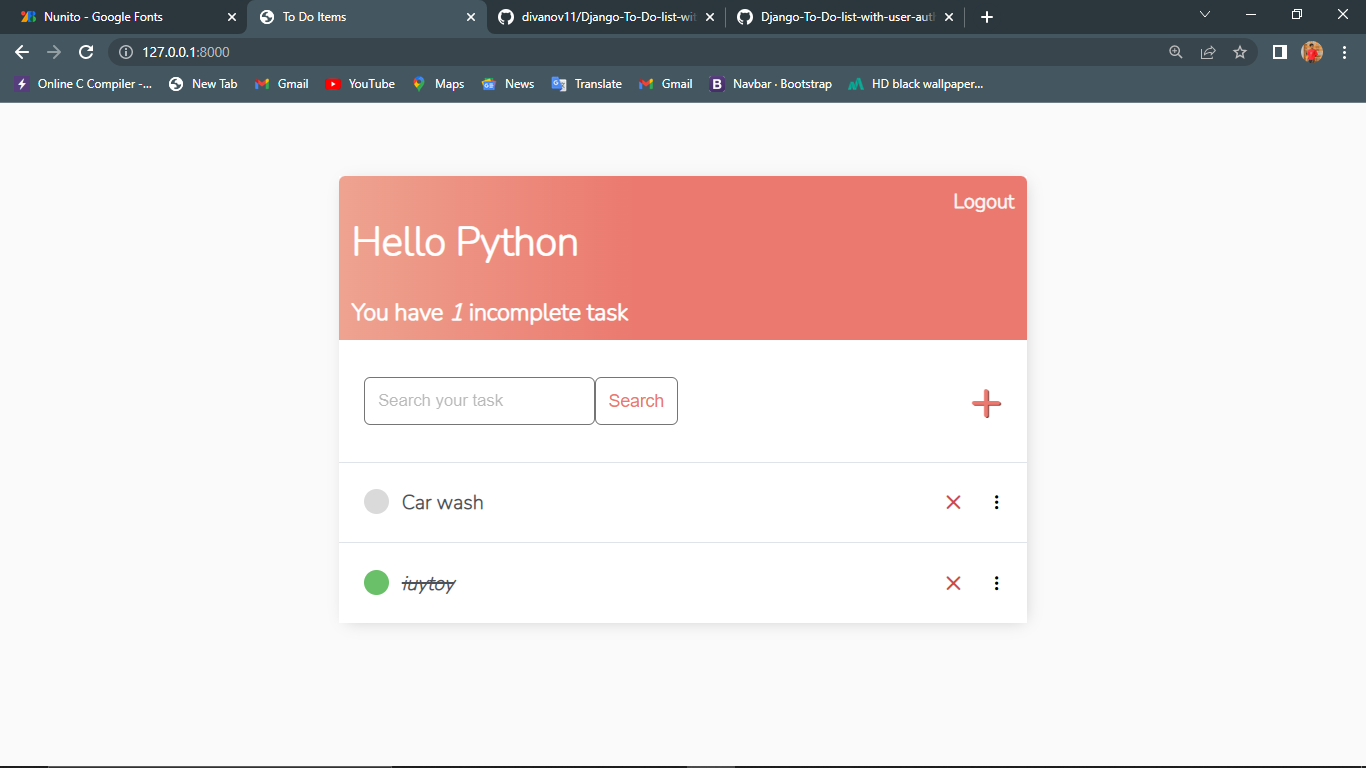 Nunito - Google Fonts
To Do Items
divanov11/Django-To-Do-list-wit
Django-To-Do-list-with-user-aut
127.0.0.1:8000
Online C Compiler -...
New Tab
Gmail
YouTube
Maps
News
Translate
Gmail
B
Navbar · Bootstrap
HD black wallpaper...
Logout
Hello Python
You have 1 incomplete task
Search your task
Search
Car wash
iuytoy